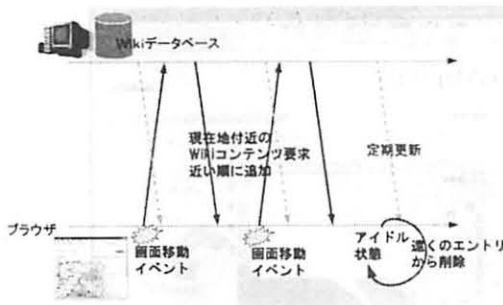 Wikiデータベース
現在地付近の
Wikiコンテンツ要求
近い順に追加
定期更新
ブラウザ
画面移動
イベント
画面移動
イベント
アイドル
状態
遠くのエントリ
から削除